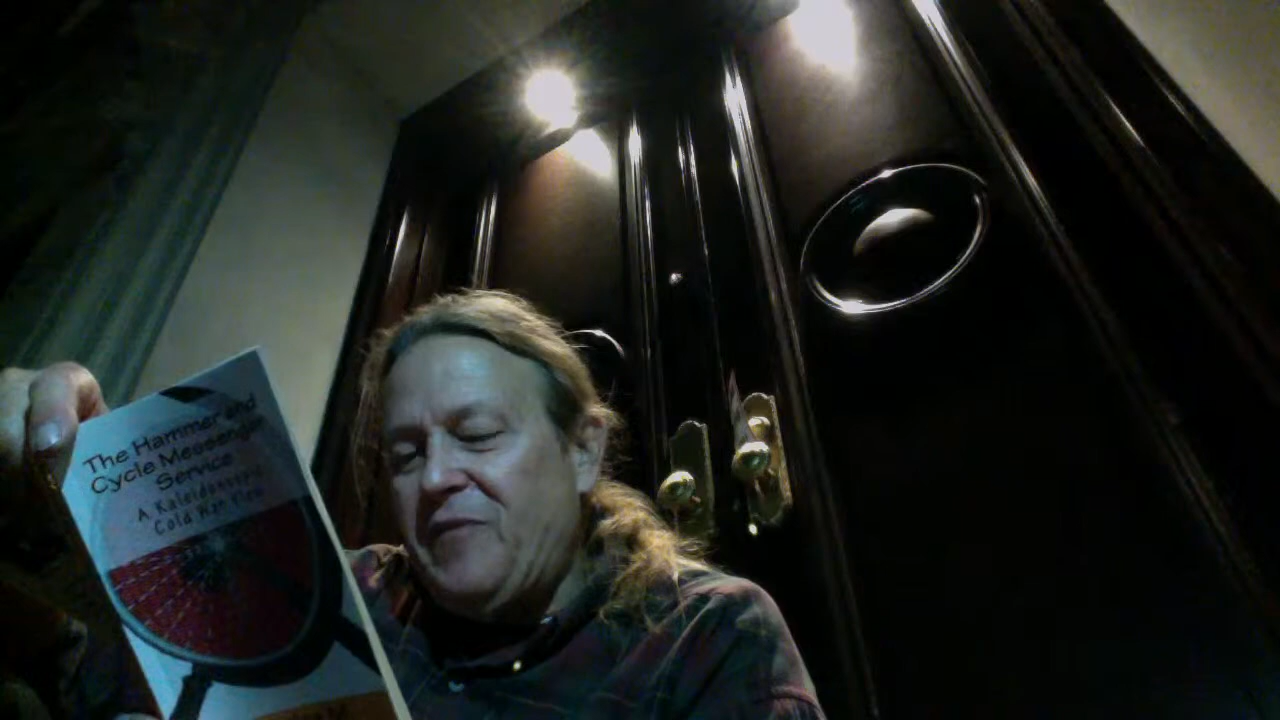 The Hammer and
Cycle Messenger
Service
A Kaleidoscopic
Cold War View